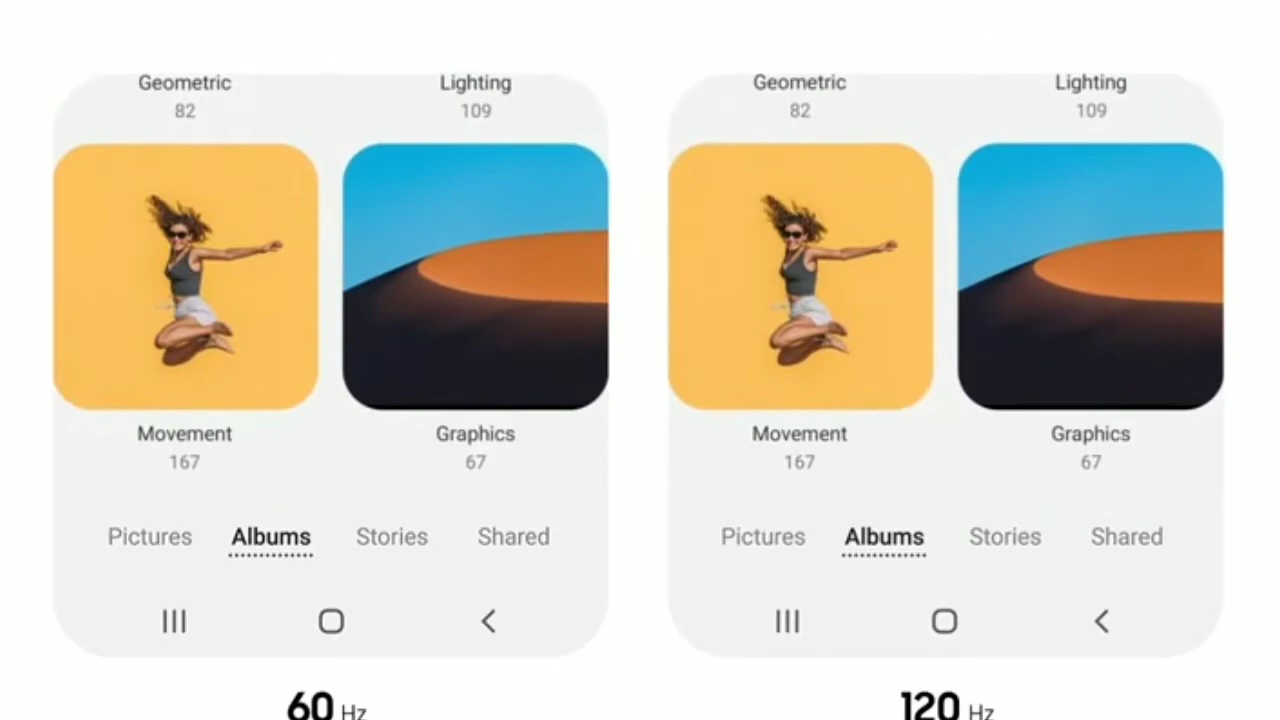 Geometric
82
Lighting
109
Movement
167
Graphics
67
Pictures Albums Stories Shared
60 Hz
Geometric
82
Lighting
109
Movement
167
Graphics
67
Pictures Albums Stories Shared
120 Hz